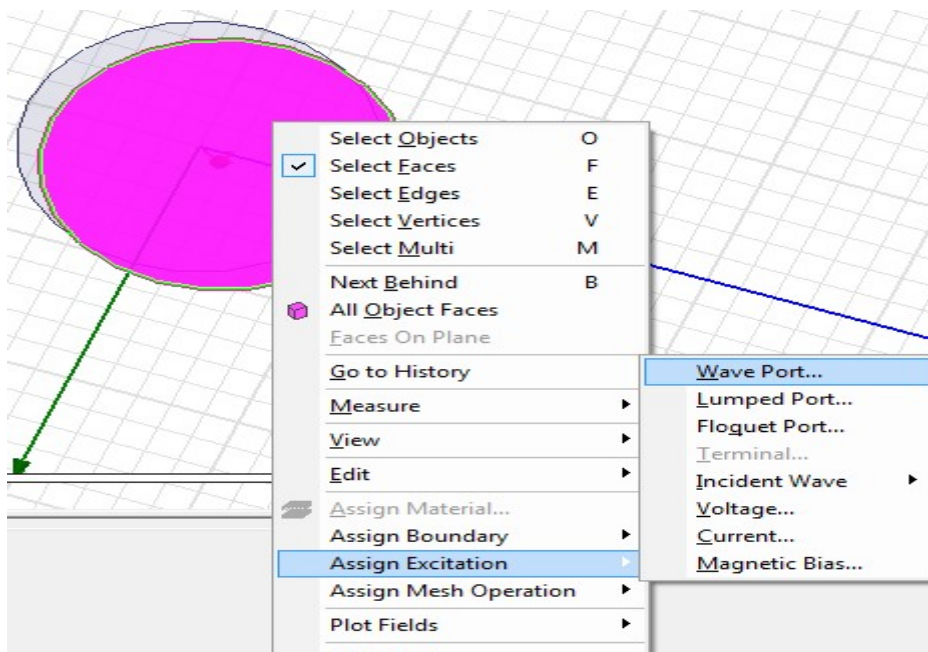 Select Objects O
Select Faces F
Select Edges E
Select Vertices V
Select Multi M
Next Behind B
All Object Faces
Faces On Plane
Go to History
Measure
View
Edit
Assign Material...
Assign Boundary
Assign Excitation
Assign Mesh Operation
Plot Fields
Wave Port...
Lumped Port...
Floquet Port...
Terminal...
Incident Wave
Voltage...
Current...
Magnetic Bias...